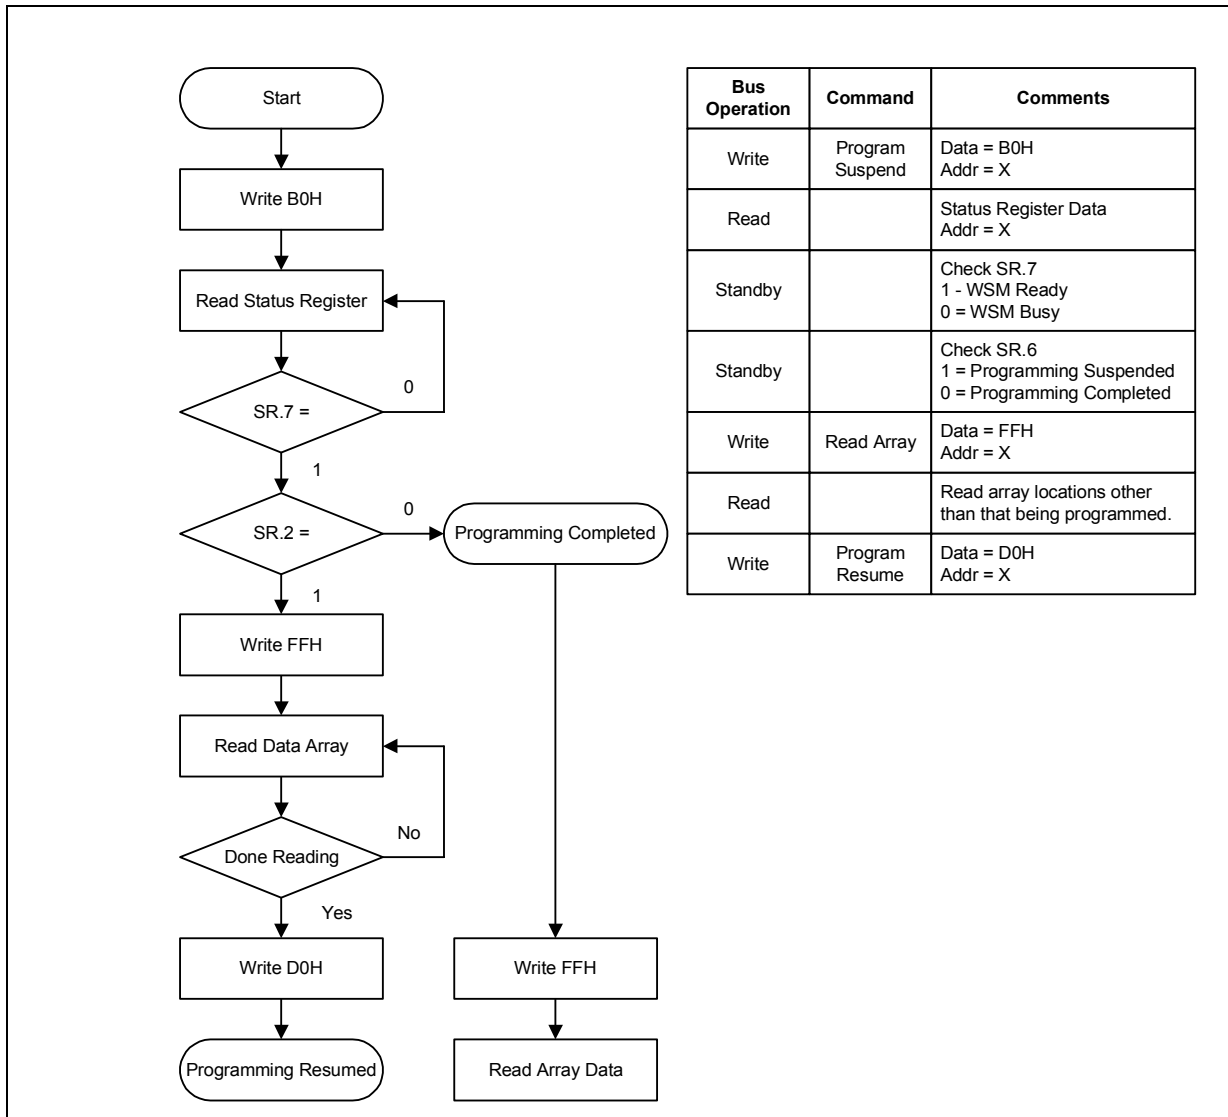 Start
Write B0H
Read Status Register
0
SR.7 =
1
SR.2 =
0
Programming Completed
1
Write FFH
Read Data Array
No
Done Reading
Yes
Write D0H
Programming Resumed
Write FFH
Read Array Data
Bus
Operation
Command
Comments
Write
Program
Suspend
Data = B0H
Addr = X
Read
Status Register Data
Addr = X
Standby
Check SR.7
1 - WSM Ready
0 = WSM Busy
Standby
Check SR.6
1 = Programming Suspended
0 = Programming Completed
Write
Read Array
Data = FFH
Addr = X
Read
Read array locations other
than that being programmed.
Write
Program
Resume
Data = D0H
Addr = X